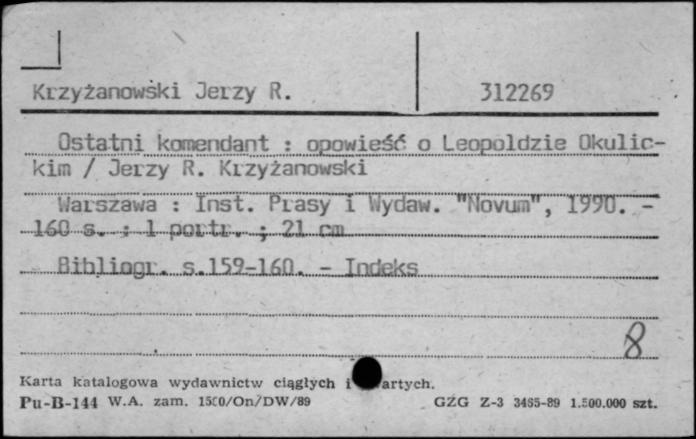 Krzyżanowski Jerzy R. 312269
Ostatni komendant : opowieść o Leopoldzie Okulic-
kim / Jerzy R. Krzyżanowski
Warszawa : Inst. Prasy i Wydaw. "Novum", 1990. -
160 s. : 1 portr. ; 21 cm
Bibliogr. s.159-160. - Indeks
8
Karta katalogowa wydawnictw ciągłych i artych.
Pu-B-144 W.A. zam. 1500/On/DW/89 GZG Z-3 3485-89 1.500.000 szt.